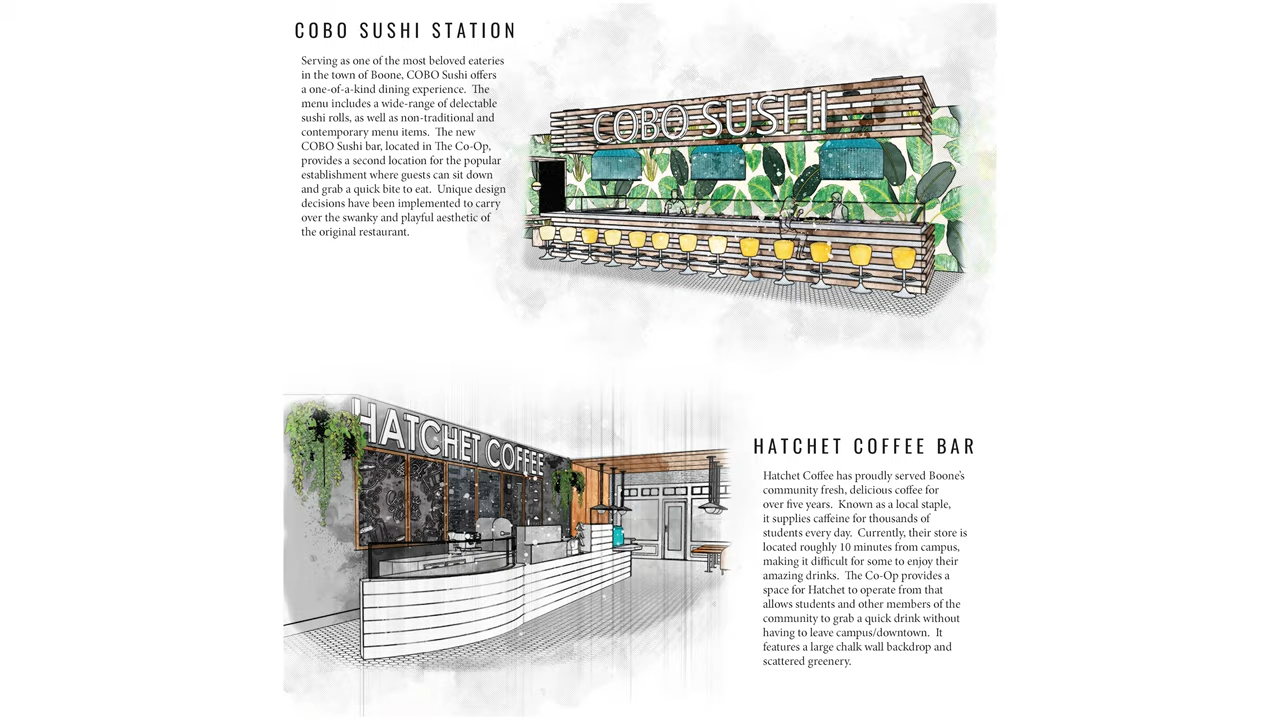 COBO SUSHI STATION
Serving as one of the most beloved eateries
in the town of Boone, COBO Sushi offers
a one-of-a-kind dining experience.  The
menu includes a wide-range of delectable
sushi rolls, as well as non-traditional and
contemporary menu items.  The new
COBO Sushi bar, located in The Co-Op,
provides a second location for the popular
establishment where guests can sit down
and grab a quick bite to eat.  Unique design
decisions have been implemented to carry
over the swanky and playful aesthetic of
the original restaurant.
COBO SUSHI
HATCHET COFFEE
HATCHET COFFEE BAR
Hatchet Coffee has proudly served Boone's
community fresh, delicious coffee for
over five years.  Known as a local staple,
it supplies caffeine for thousands of
students every day.  Currently, their store is
located roughly 10 minutes from campus,
making it difficult for some to enjoy their
amazing drinks.  The Co-Op provides a
space for Hatchet to operate from that
allows students and other members of the
community to grab a quick drink without
having to leave campus/downtown.  It
features a large chalk wall backdrop and
scattered greenery.